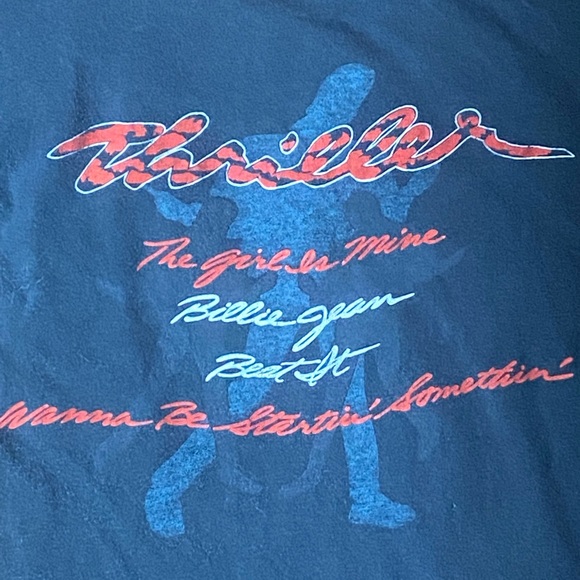 Thriller
The Girl Is Mine
Billie Jean
Beat It
Wanna Be Startin' Somethin'